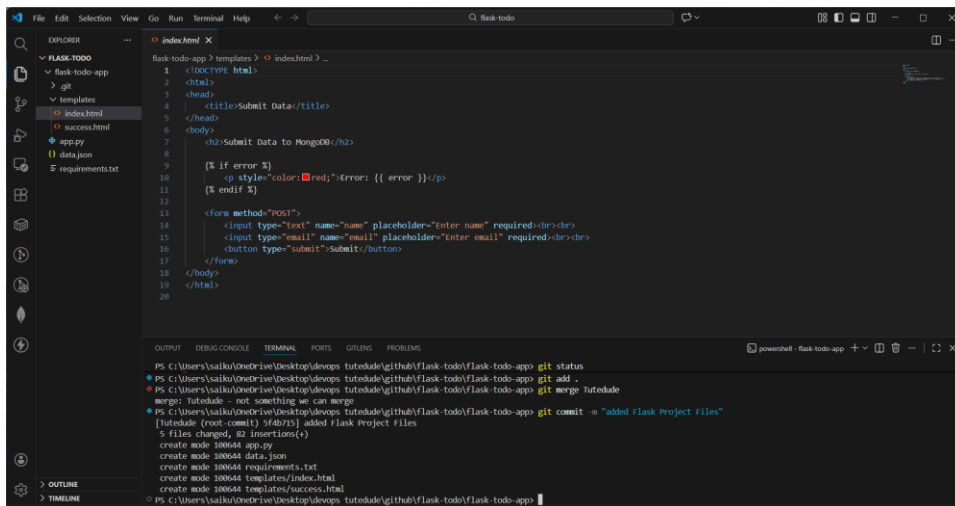 File Edit Selection View Go Run Terminal Help
flask-todo
EXPLORER
FLASK-TODO
flask-todo-app
.git
templates
index.html
success.html
app.py
data.json
requirements.txt
OUTLINE
TIMELINE
index.html
flask-todo-app > templates > index.html > ...
1 <!DOCTYPE html>
2 <html>
3 <head>
4 <title>Submit Data</title>
5 </head>
6 <body>
7 <h2>Submit Data to MongoDB</h2>
8
9 {% if error %}
10 <p style="color:red;">Error: {{ error }}</p>
11 {% endif %}
12
13 <form method="POST">
14 <input type="text" name="name" placeholder="Enter name" required><br><br>
15 <input type="email" name="email" placeholder="Enter email" required><br><br>
16 <button type="submit">Submit</button>
17 </form>
18 </body>
19 </html>
20
OUTPUT DEBUG CONSOLE TERMINAL PORTS GITLENS PROBLEMS
powershell - flask-todo-app
PS C:\Users\saiku\OneDrive\Desktop\devops tutedude\github\flask-todo\flask-todo-app> git status
PS C:\Users\saiku\OneDrive\Desktop\devops tutedude\github\flask-todo\flask-todo-app> git add .
PS C:\Users\saiku\OneDrive\Desktop\devops tutedude\github\flask-todo\flask-todo-app> git merge Tutedude
merge: Tutedude - not something we can merge
PS C:\Users\saiku\OneDrive\Desktop\devops tutedude\github\flask-todo\flask-todo-app> git commit -m "added Flask Project Files"
[Tutedude (root-commit) 5f4b715] added Flask Project Files
5 files changed, 82 insertions(+)
create mode 100644 app.py
create mode 100644 data.json
create mode 100644 requirements.txt
create mode 100644 templates/index.html
create mode 100644 templates/success.html
PS C:\Users\saiku\OneDrive\Desktop\devops tutedude\github\flask-todo\flask-todo-app>